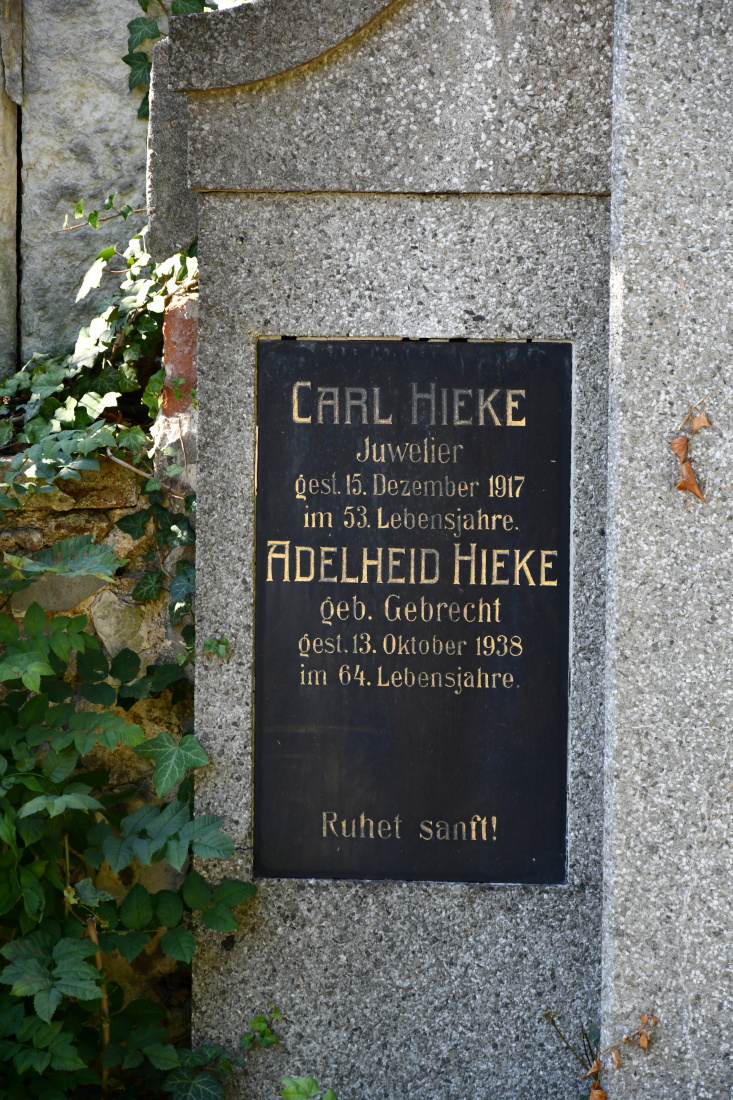 CARL HIEKE
Juwelier
gest. 15. Dezember 1917
im 53. Lebensjahre.
ADELHEID HIEKE
geb. Gebrecht
gest. 13. Oktober 1938
im 64. Lebensjahre.
Ruhet sanft!